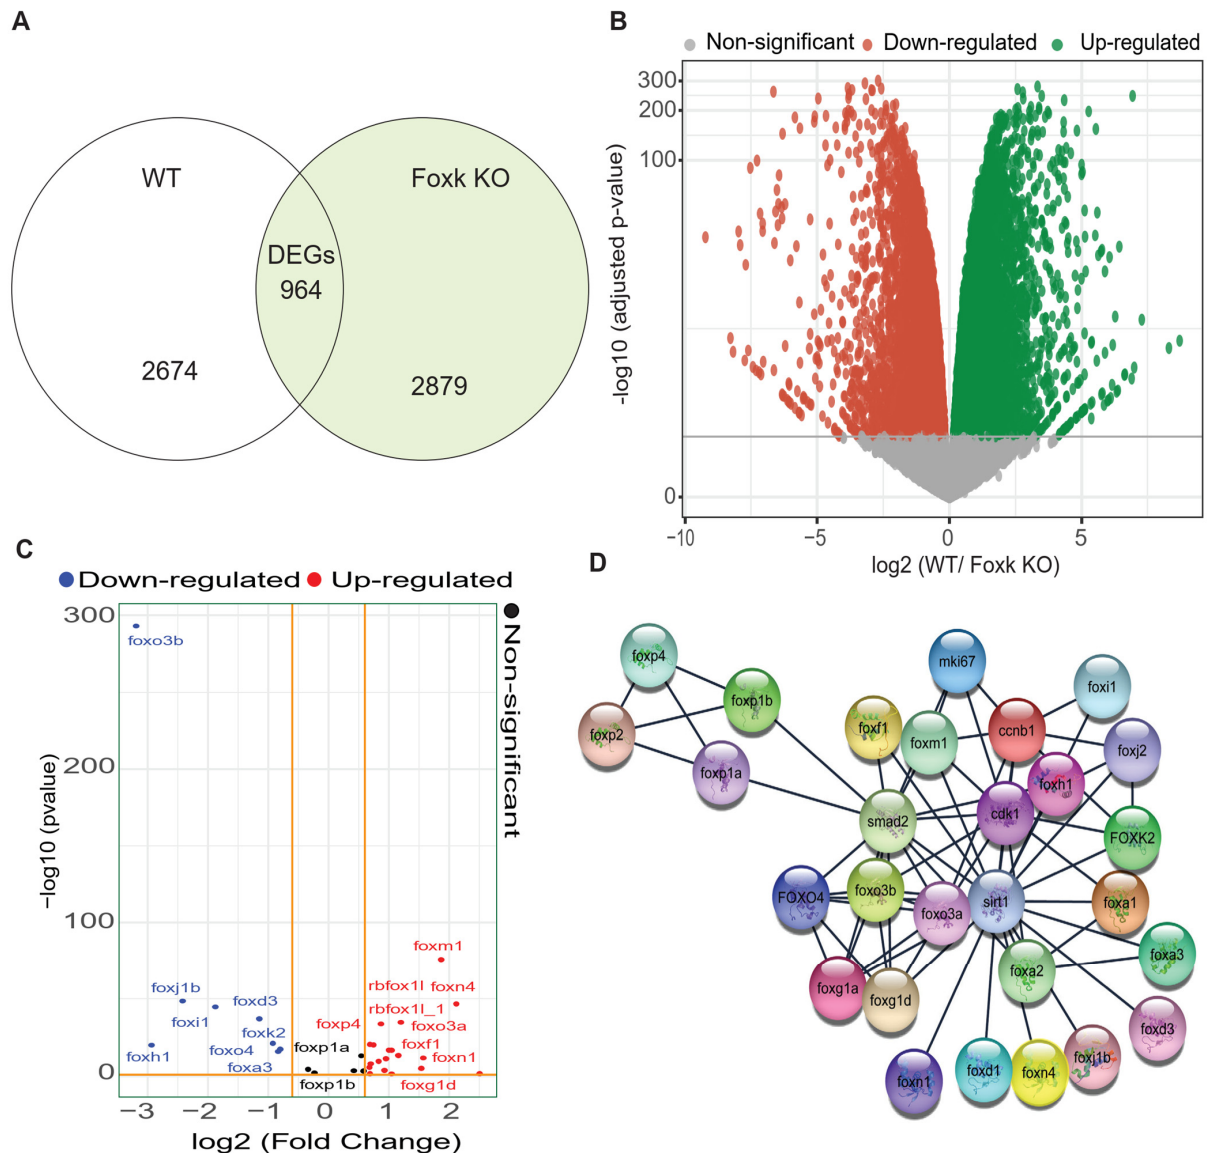 A
WT
Foxk KO
DEGs
964
2674
2879
B
Non-significant Down-regulated Up-regulated
300
200
100
0
-log10 (adjusted p-value)
−10 −5 0 5
log2 (WT/ Foxk KO)
C
Down-regulated Up-regulated
Non-significant
300
200
100
0
−log10 (pvalue)
foxo3b
foxm1
foxj1b
rbfox1l foxn4
foxd3
rbfox1l_1
foxi1
foxp4
foxo3a
foxk2
foxp1a
foxf1
foxh1
foxo4
foxn1
foxa3
foxp1b
foxg1d
−3 −2 −1 0 1 2
log2 (Fold Change)
D
foxp4
mki67
foxi1
foxp1b
foxp2
foxf1
foxm1
ccnb1
foxj2
foxp1a
foxh1
smad2
cdk1
FOXK2
FOXO4
foxo3b
foxo3a
sirt1
foxa1
foxa3
foxa2
foxg1a
foxg1d
foxd3
foxj1b
foxn1
foxd1
foxn4